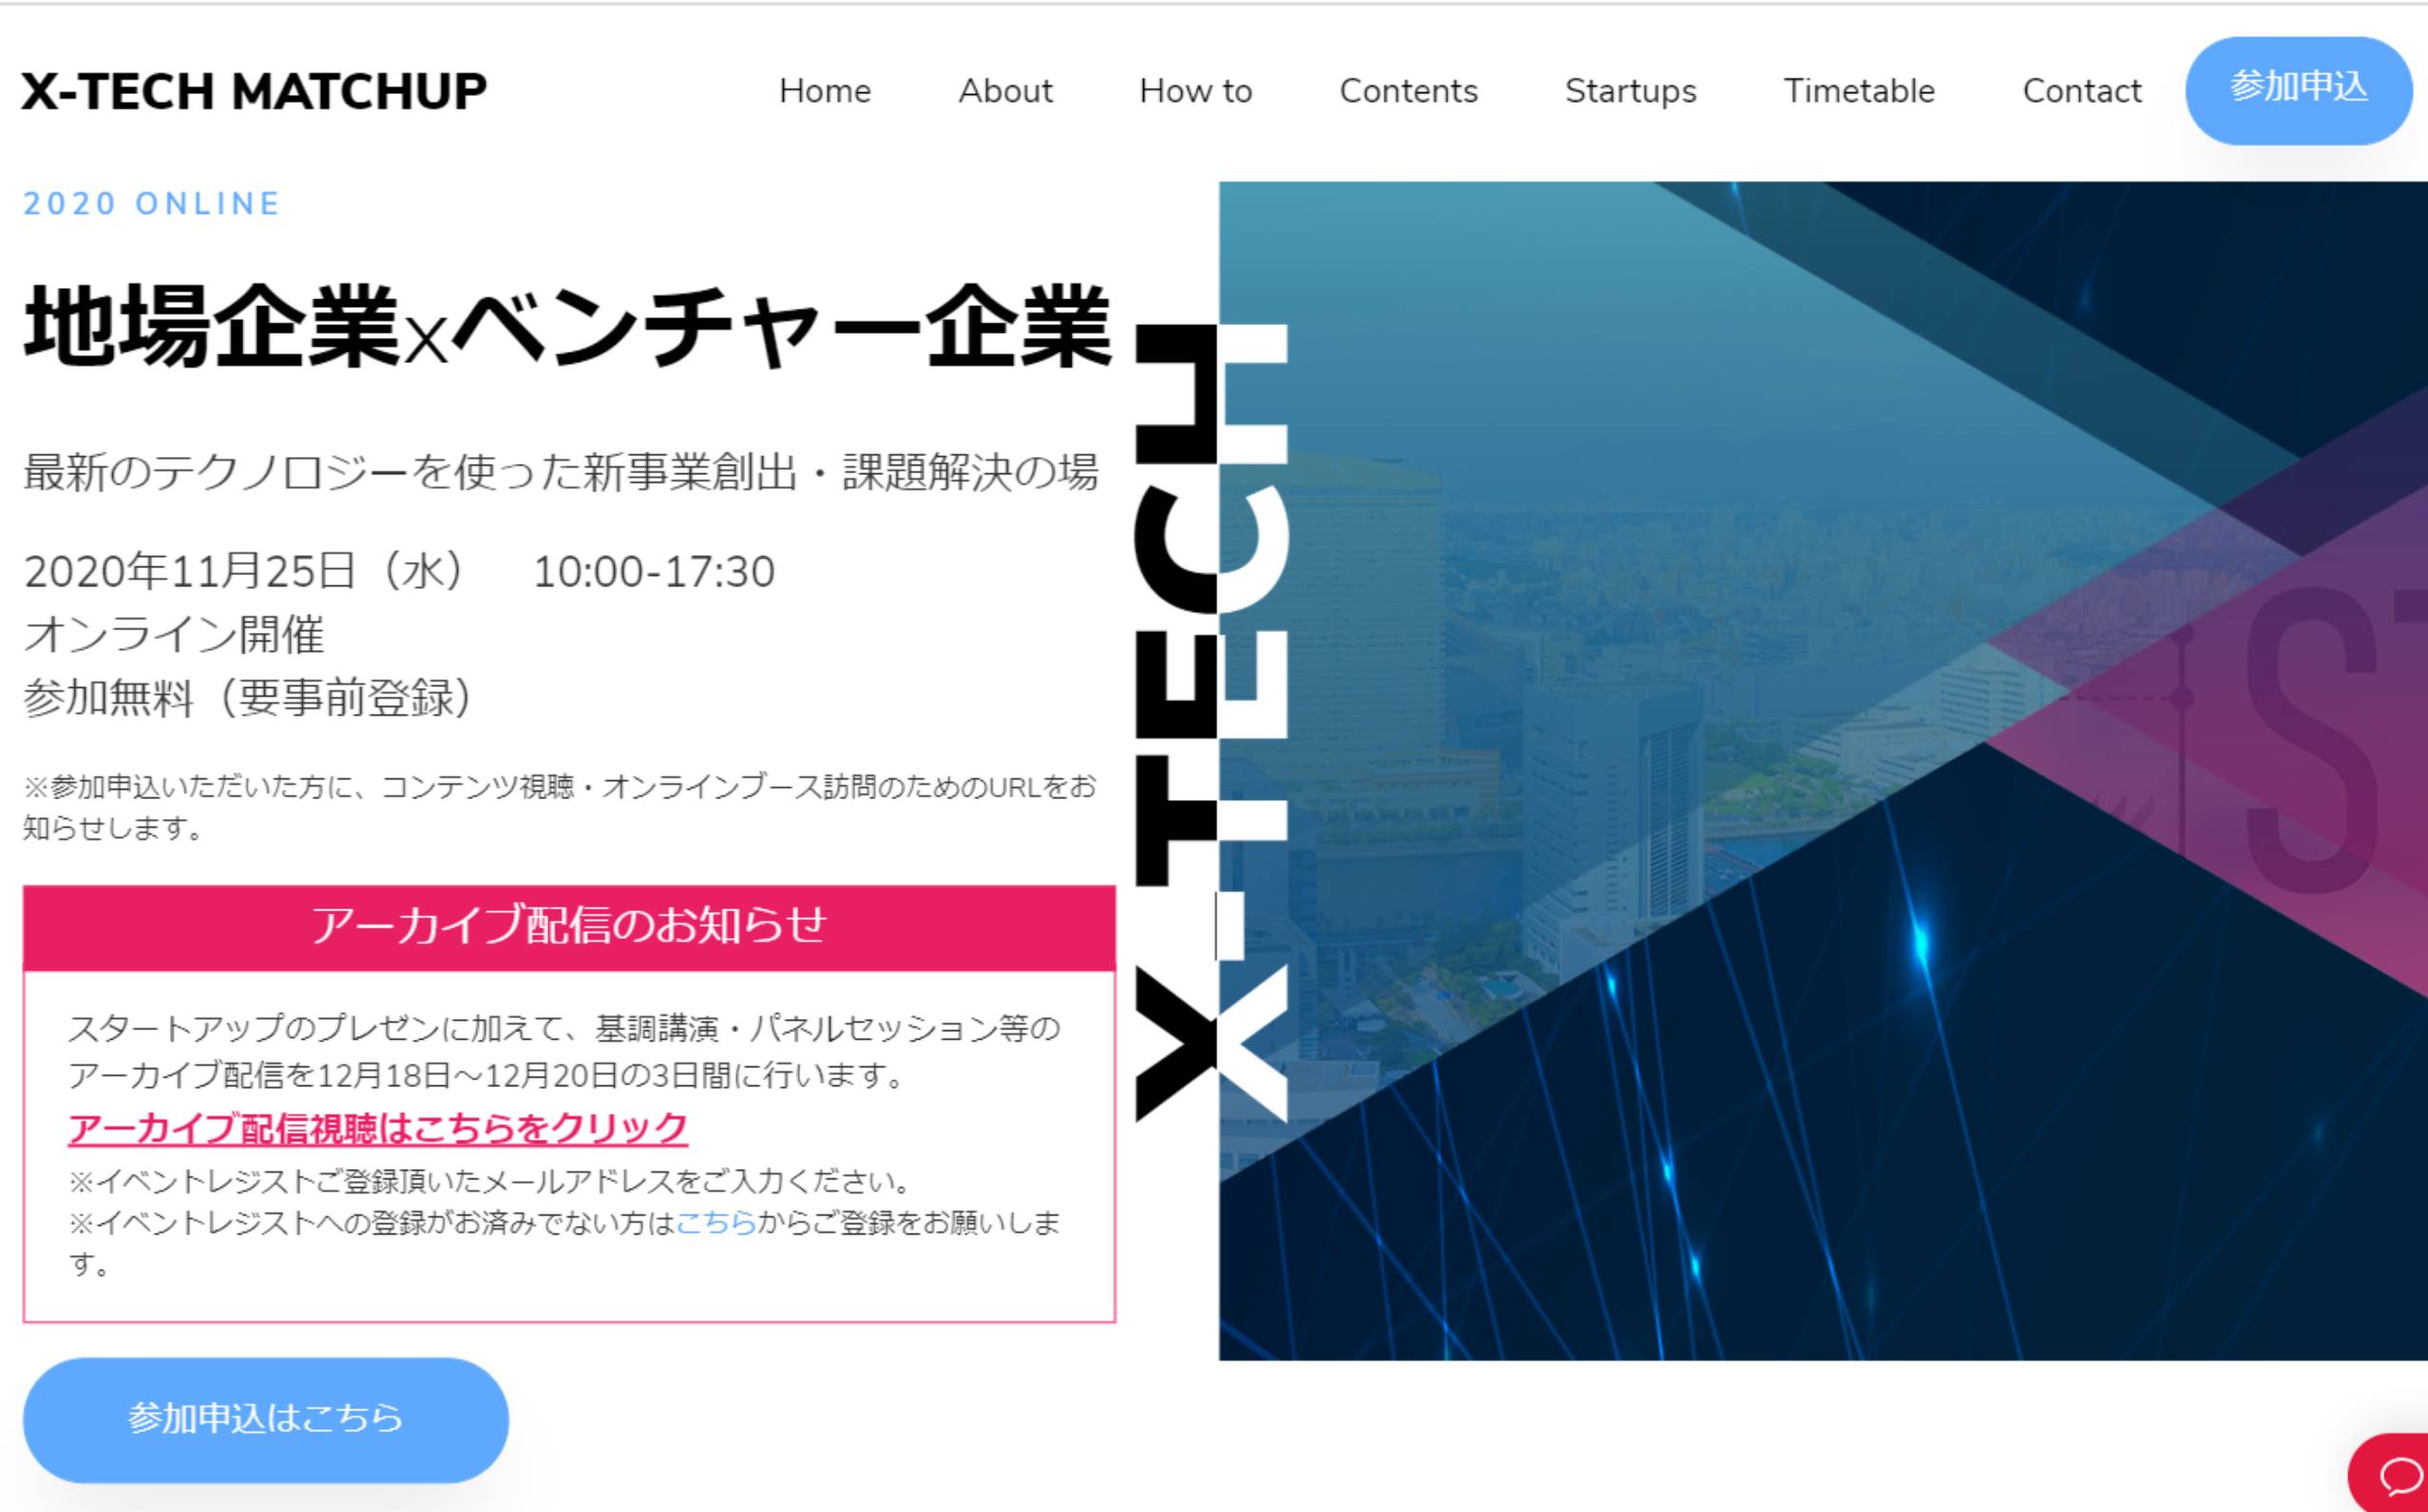 X-TECH MATCHUP
Home About How to Contents Startups Timetable Contact 参加申込
2020 ONLINE
地場企業xベンチャー企業
最新のテクノロジーを使った新事業創出・課題解決の場
2020年11月25日（水）　10:00-17:30
オンライン開催
参加無料（要事前登録）
※参加申込いただいた方に、コンテンツ視聴・オンラインブース訪問のためのURLをお
知らせします。
アーカイブ配信のお知らせ
スタートアップのプレゼンに加えて、基調講演・パネルセッション等の
アーカイブ配信を12月18日～12月20日の3日間に行います。
アーカイブ配信視聴はこちらをクリック
※イベントレジストご登録頂いたメールアドレスをご入力ください。
※イベントレジストへの登録がお済みでない方はこちらからご登録をお願いしま
す。
参加申込はこちら
X-TECH
ST